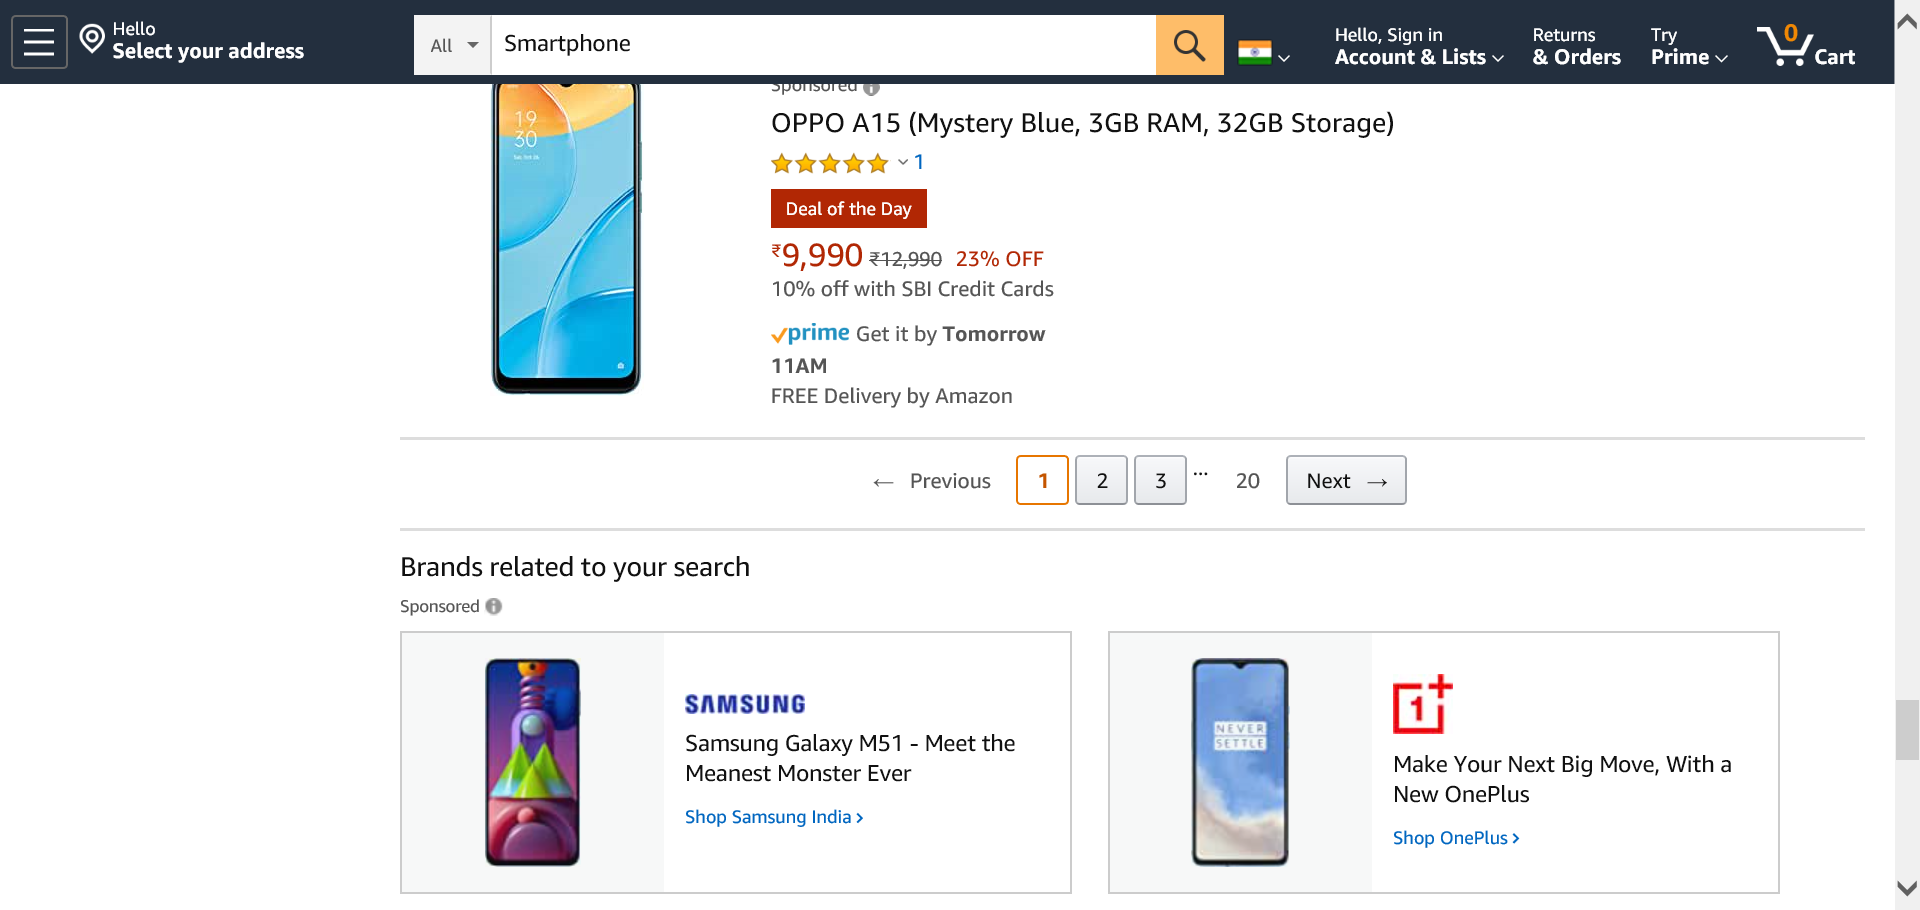 Hello
Select your address
All
Smartphone
Hello, Sign in
Account & Lists
Returns
& Orders
Try
Prime
0
Cart
Sponsored
19
30
OPPO A15 (Mystery Blue, 3GB RAM, 32GB Storage)
1
Deal of the Day
₹9,990 ₹12,990 23% OFF
10% off with SBI Credit Cards
prime Get it by Tomorrow
11AM
FREE Delivery by Amazon
← Previous 1 2 3 ... 20 Next →
Brands related to your search
Sponsored
SAMSUNG
Samsung Galaxy M51 - Meet the
Meanest Monster Ever
Shop Samsung India ›
NEVER
SETTLE
1+
Make Your Next Big Move, With a
New OnePlus
Shop OnePlus ›